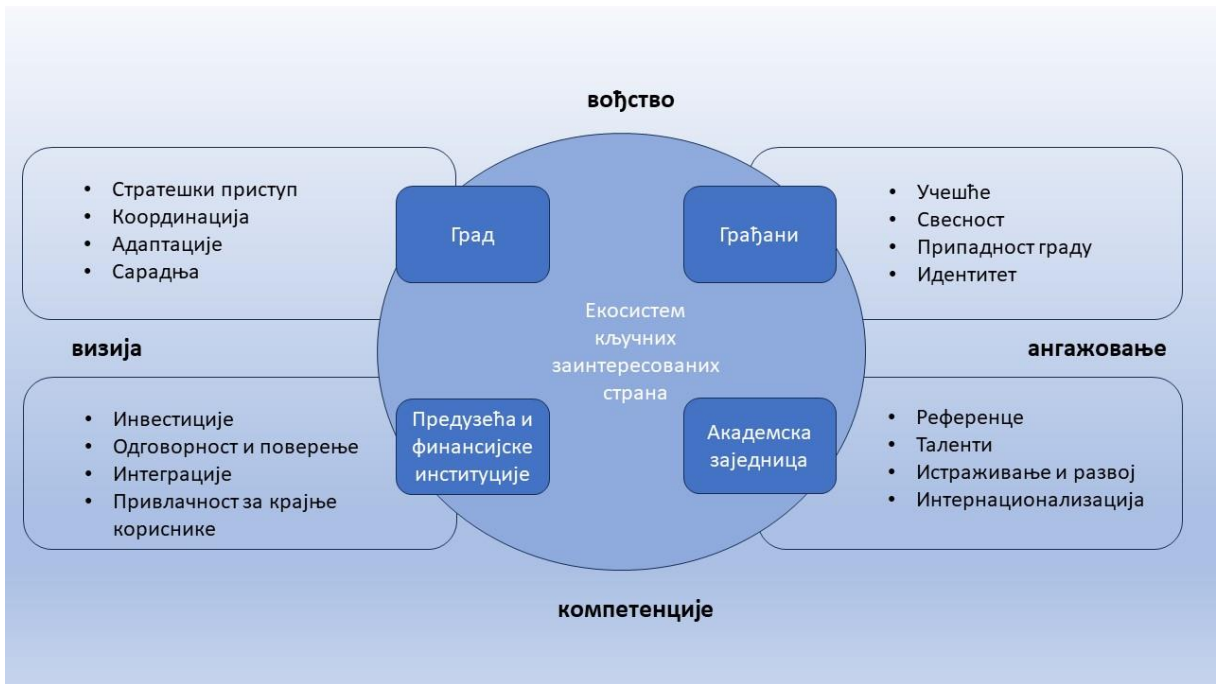 вођство
• Стратешки приступ
• Координација
• Адаптације
• Сарадња
Град
Грађани
• Учешће
• Свесност
• Припадност граду
• Идентитет
Екосистем
кључних
заинтересованих
страна
визија
ангажовање
• Инвестиције
• Одговорност и поверење
• Интеграције
• Привлачност за крајње
корисникe
Предузећа и
финансијске
институције
Академска
заједница
• Референце
• Таленти
• Истраживање и развој
• Интернационализација
компетенције